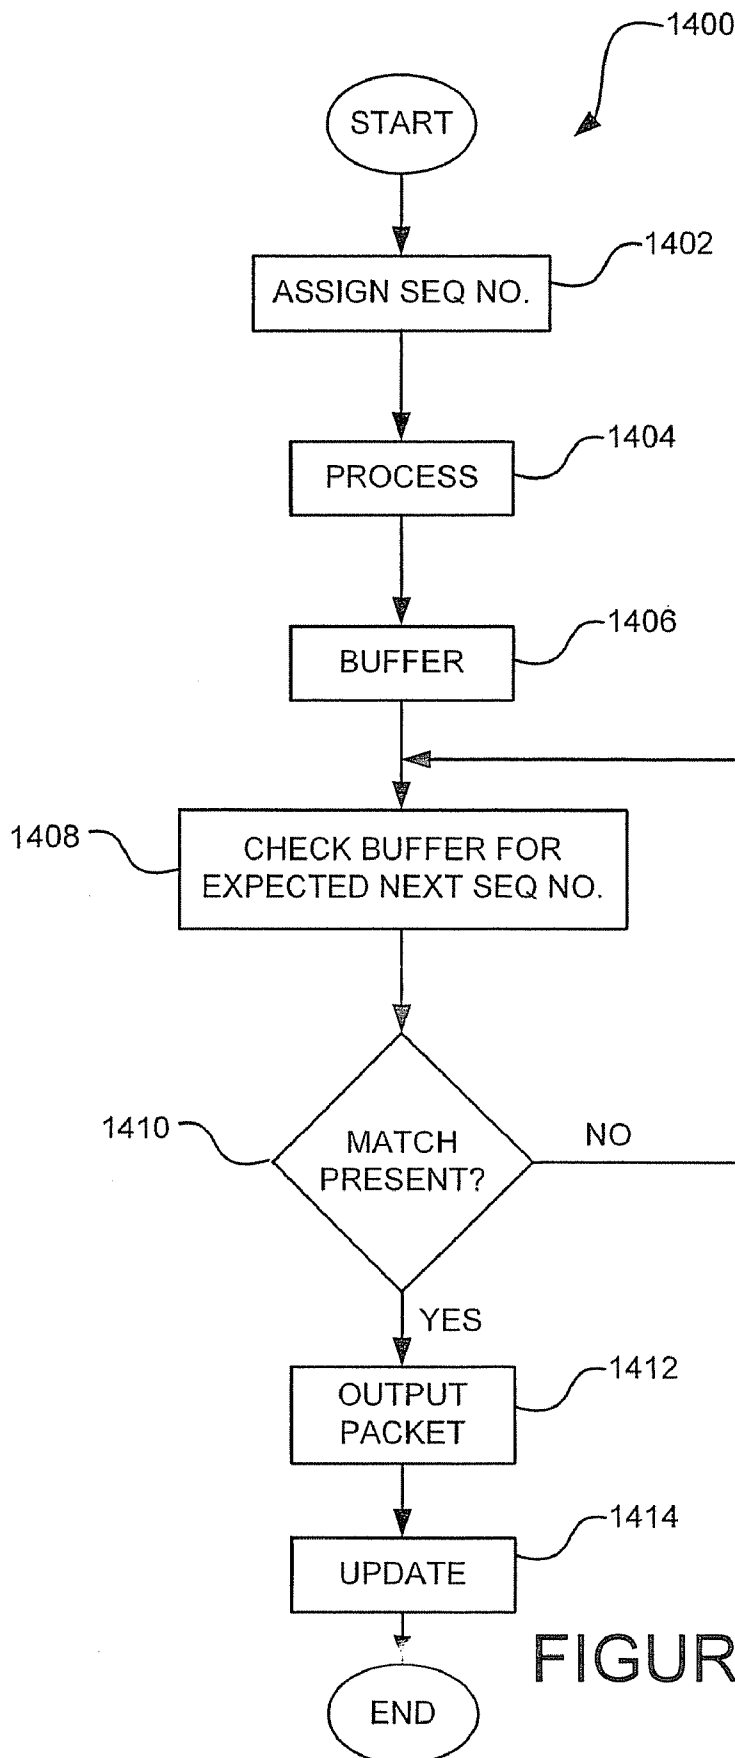 1400
START
1402
ASSIGN SEQ NO.
1404
PROCESS
1406
BUFFER
1408
CHECK BUFFER FOR
EXPECTED NEXT SEQ NO.
1410
MATCH
PRESENT?
NO
YES
1412
OUTPUT
PACKET
1414
UPDATE
FIGUR
END